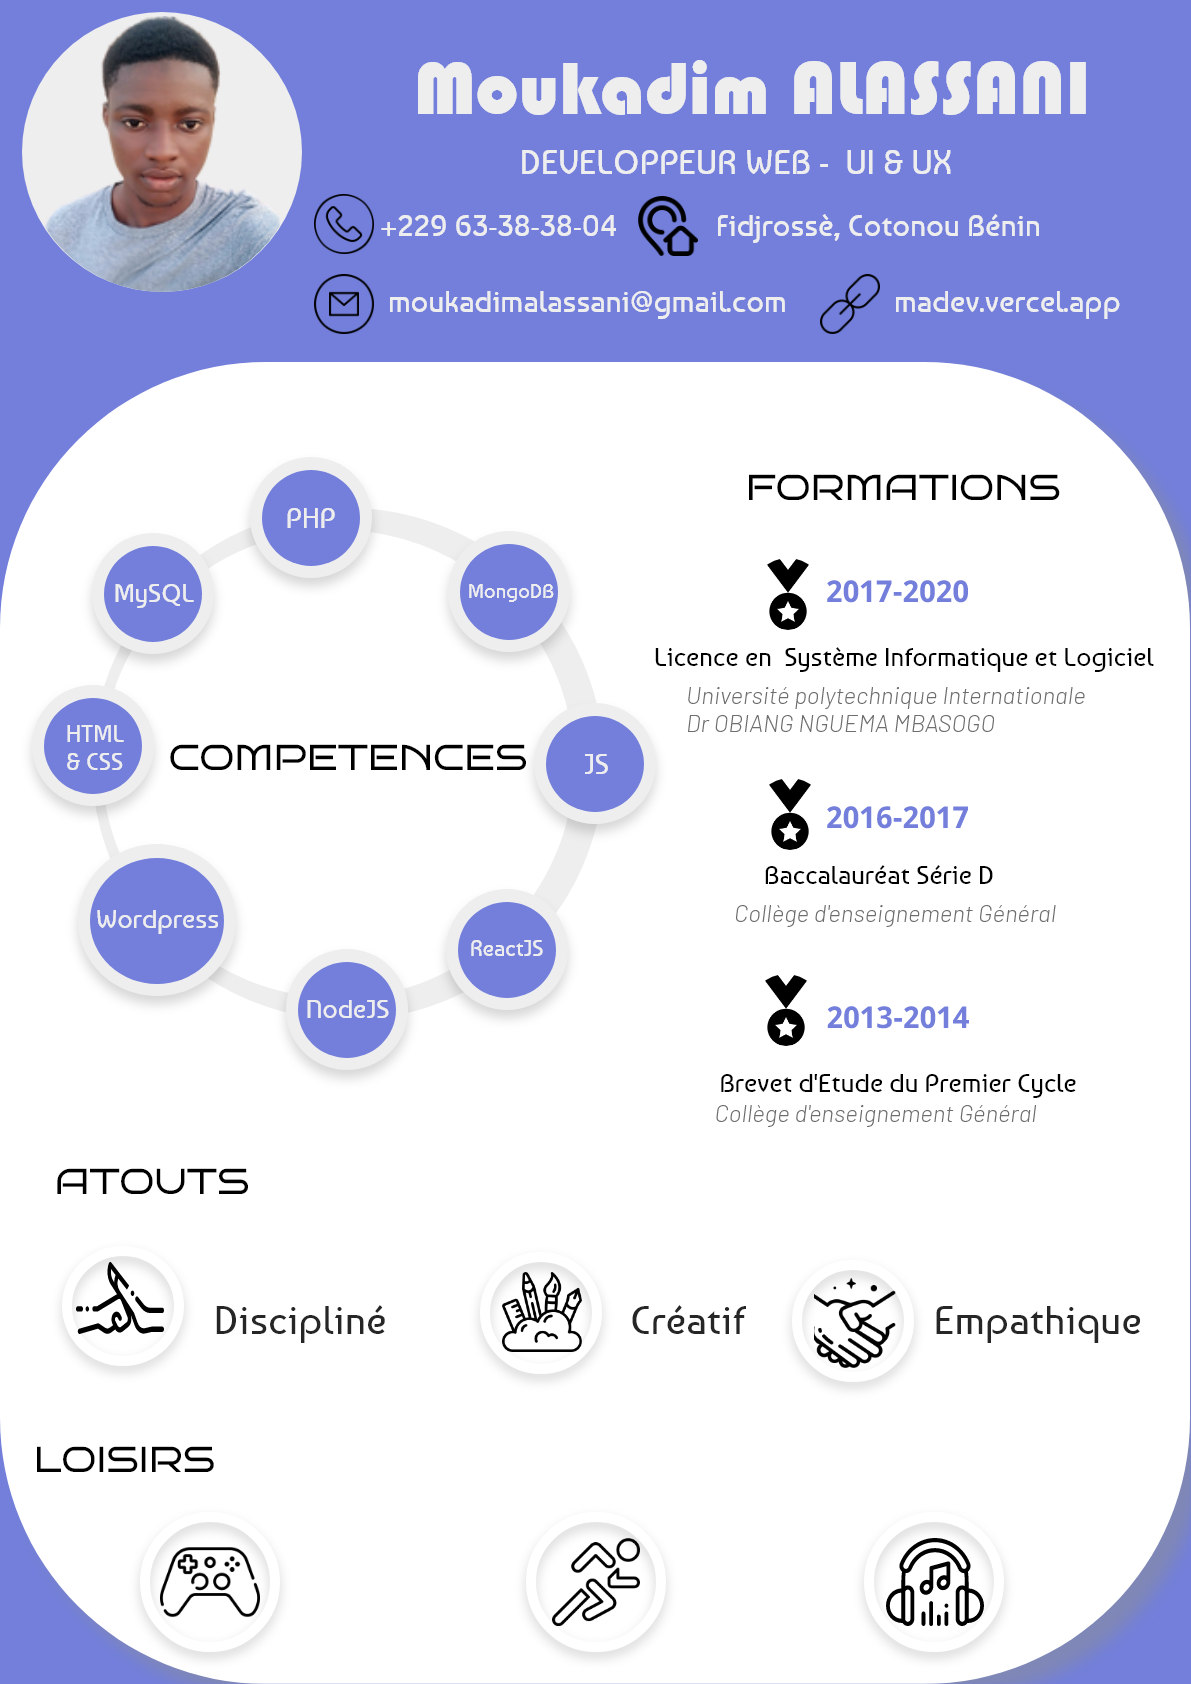 Moukadim ALASSANI
DEVELOPPEUR WEB - UI & UX
+229 63-38-38-04
Fidjrossè, Cotonou Bénin
moukadimalassani@gmail.com
madev.vercel.app
PHP
MySQL
MongoDB
HTML
& CSS
COMPETENCES
JS
Wordpress
ReactJS
NodeJS
FORMATIONS
2017-2020
Licence en Système Informatique et Logiciel
Université polytechnique Internationale
Dr OBIANG NGUEMA MBASOGO
2016-2017
Baccalauréat Série D
Collège d'enseignement Général
2013-2014
Brevet d'Etude du Premier Cycle
Collège d'enseignement Général
ATOUTS
Discipliné
Créatif
Empathique
LOISIRS